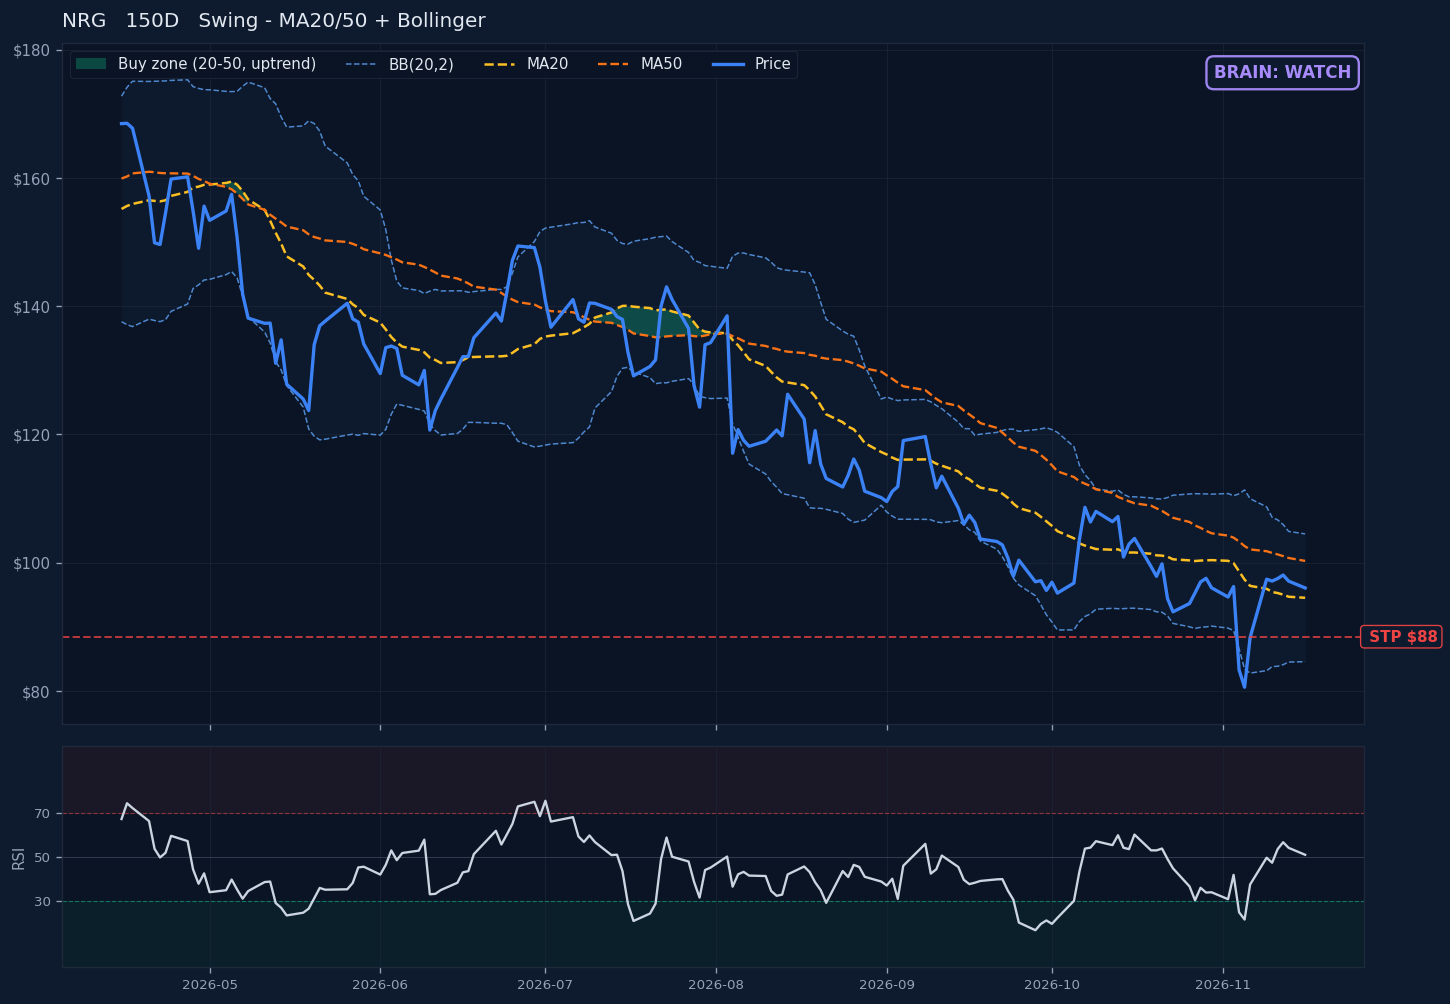 NRG   150D   Swing - MA20/50 + Bollinger
Buy zone (20-50, uptrend)   BB(20,2)   MA20   MA50   Price
BRAIN: WATCH
$180
$160
$140
$120
$100
$80
STP $88
RSI
70
50
30
2026-05   2026-06   2026-07   2026-08   2026-09   2026-10   2026-11